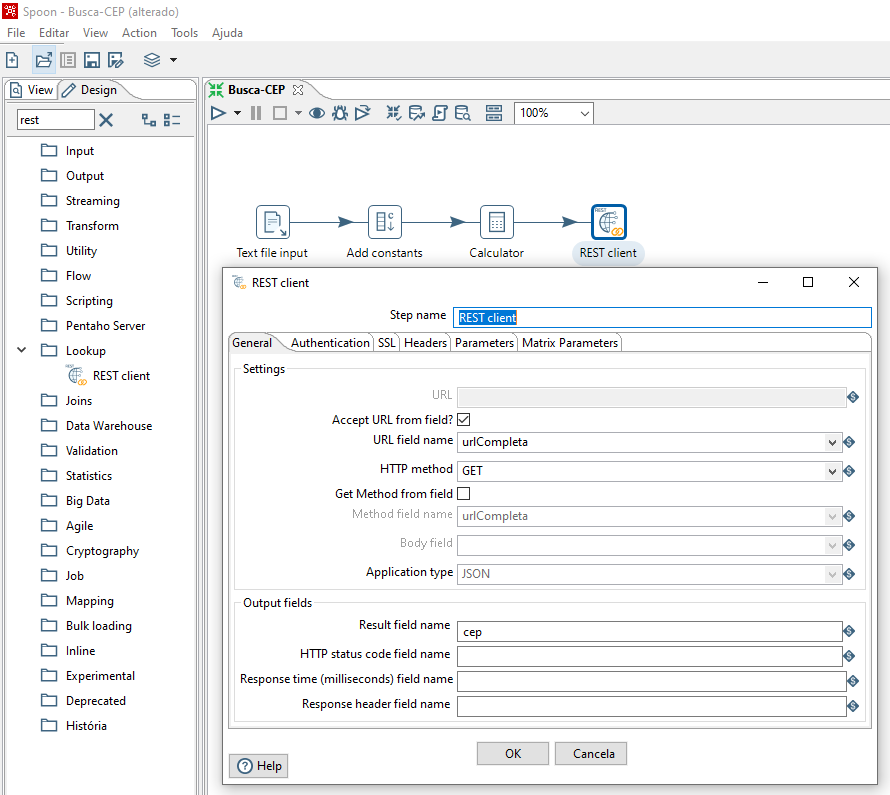 Spoon - Busca-CEP (alterado)
File Editar View Action Tools Ajuda
View Design
rest
Input
Output
Streaming
Transform
Utility
Flow
Scripting
Pentaho Server
Lookup
REST client
Joins
Data Warehouse
Validation
Statistics
Big Data
Agile
Cryptography
Job
Mapping
Bulk loading
Inline
Experimental
Deprecated
História
Busca-CEP
100%
Text file input Add constants Calculator REST client
REST client
Step name REST client
General Authentication SSL Headers Parameters Matrix Parameters
Settings
URL
Accept URL from field?
URL field name urlCompleta
HTTP method GET
Get Method from field
Method field name urlCompleta
Body field
Application type JSON
Output fields
Result field name cep
HTTP status code field name
Response time (milliseconds) field name
Response header field name
Help OK Cancela